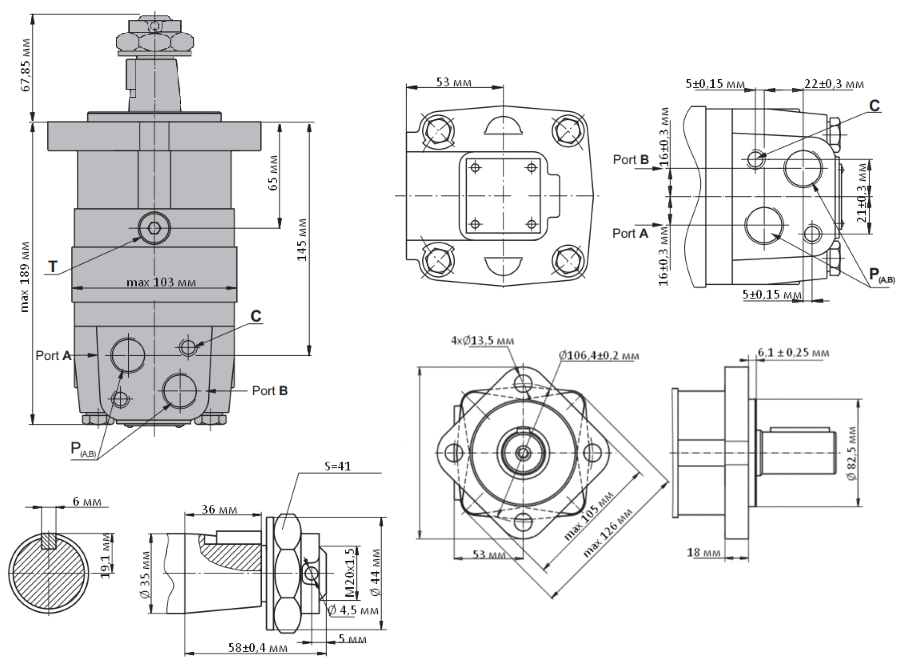 67,85 мм
max 189 мм
65 мм
145 мм
T
max 103 мм
C
Port A
Port B
P(A,B)
53 мм
5±0,15 мм
22±0,3 мм
C
16±0,3 мм
Port B
Port A
16±0,3 мм
21±0,3 мм
P(A,B)
5±0,15 мм
4xØ13,5 мм
Ø106,4±0.2 мм
6,1 ± 0,25 мм
Ø 82,5 мм
max 105 мм
max 126 мм
53 мм
18 мм
S=41
6 мм
36 мм
19,1 мм
Ø 35 мм
M20x1,5
Ø 44 мм
Ø 4,5 мм
5 мм
58±0,4 мм